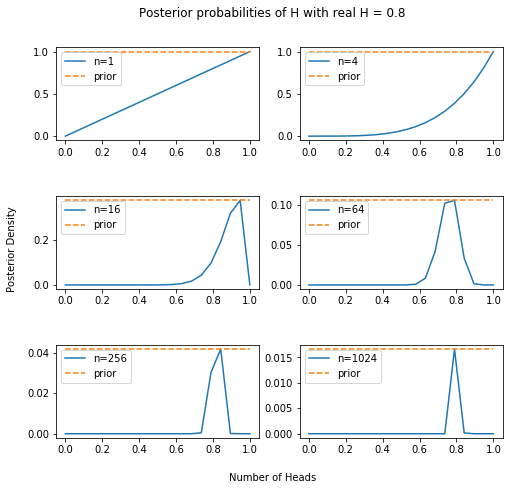 Posterior probabilities of H with real H = 0.8
1.0
0.5
0.0
n=1
prior
0.0 0.2 0.4 0.6 0.8 1.0
1.0
0.5
0.0
n=4
prior
0.0 0.2 0.4 0.6 0.8 1.0
Posterior Density
0.2
0.0
n=16
prior
0.0 0.2 0.4 0.6 0.8 1.0
0.10
0.05
0.00
n=64
prior
0.0 0.2 0.4 0.6 0.8 1.0
0.04
0.02
0.00
n=256
prior
0.0 0.2 0.4 0.6 0.8 1.0
0.015
0.010
0.005
0.000
n=1024
prior
0.0 0.2 0.4 0.6 0.8 1.0
Number of Heads